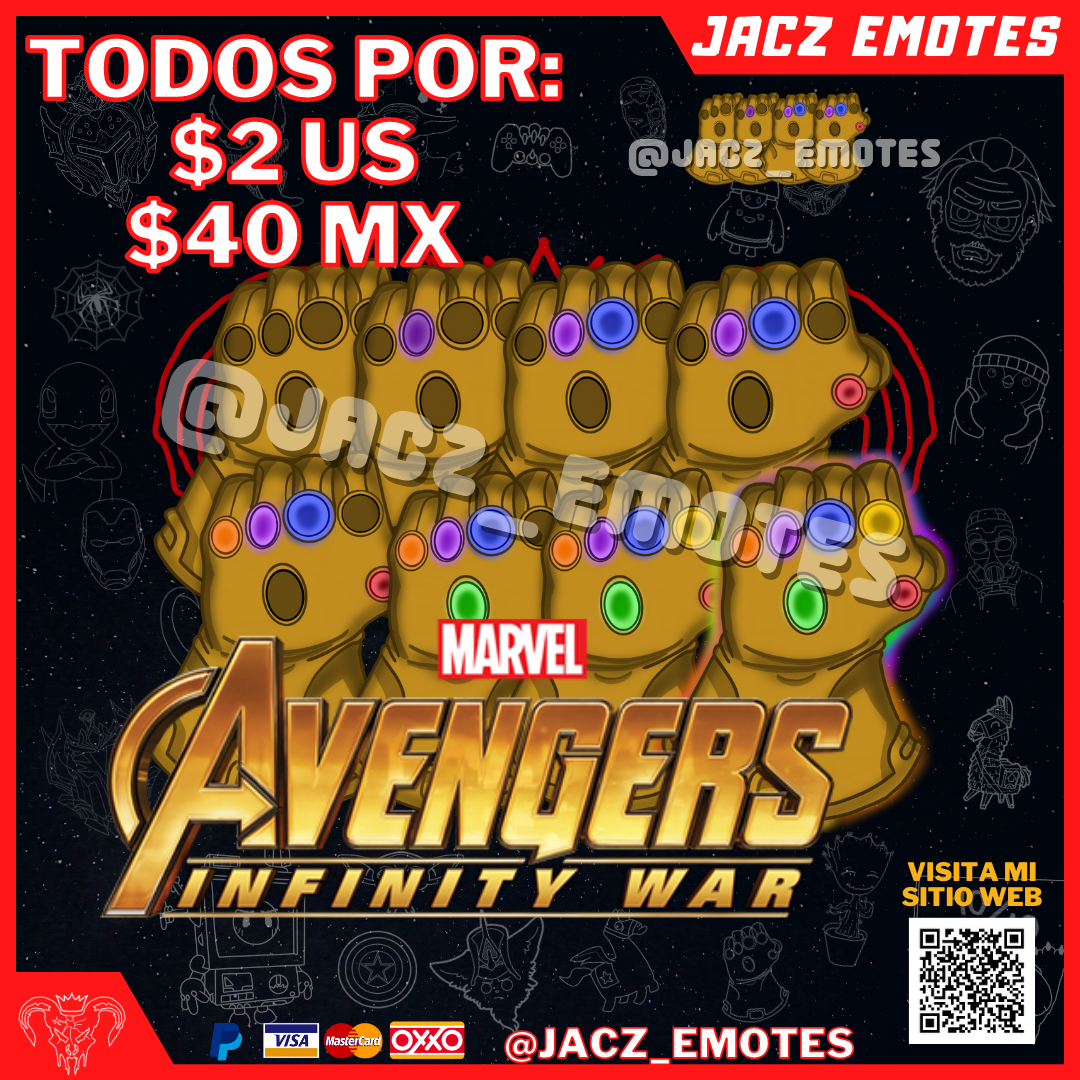 JACZ EMOTES
TODOS POR:
$2 US
$40 MX
@JACZ_EMOTES
@JACZ_EMOTES
MARVEL
AVENGERS
INFINITY WAR
VISITA MI
SITIO WEB
VISA
MasterCard
OXXO
@JACZ_EMOTES